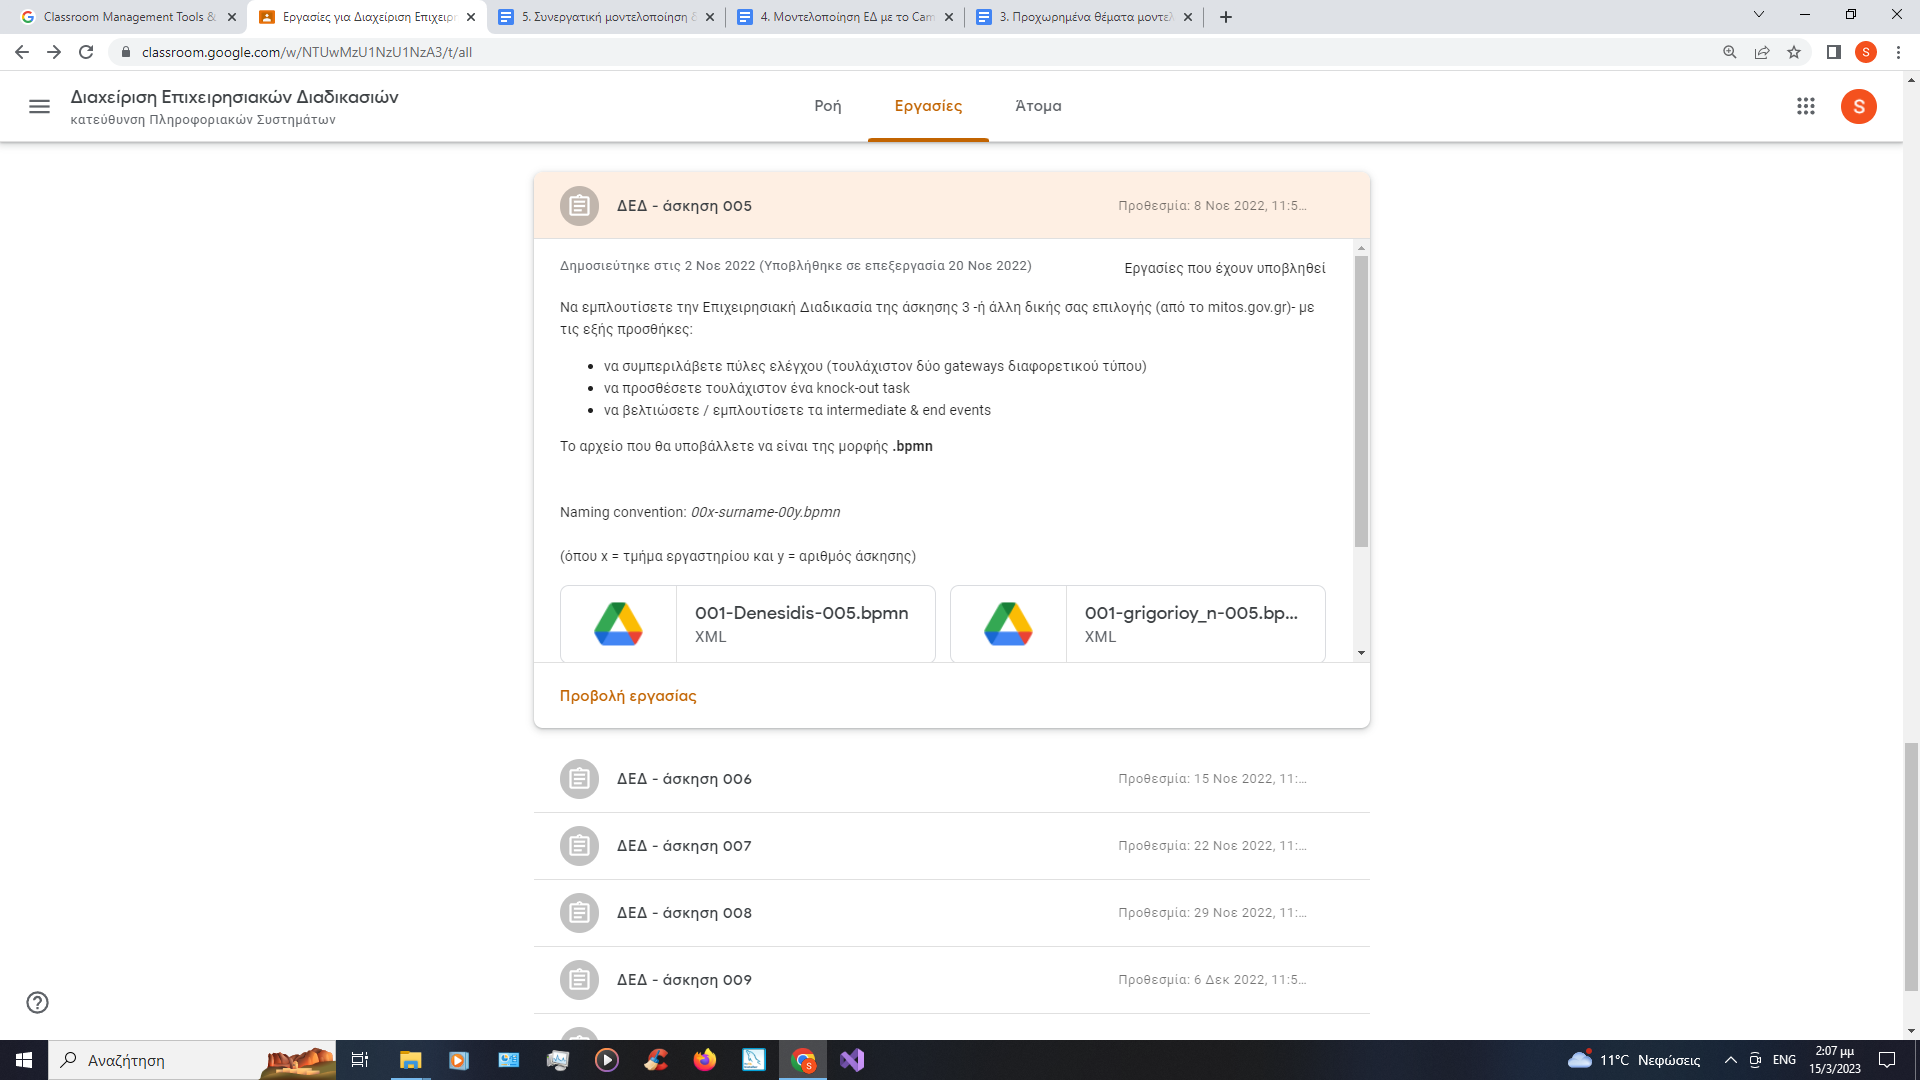 Classroom Management Tools &
Εργασίες για Διαχείριση Επιχειρη
5. Συνεργατική μοντελοποίηση &
4. Μοντελοποίηση ΕΔ με το Cam
3. Προχωρημένα θέματα μοντελ
classroom.google.com/w/NTUwMzU1NzU1NzA3/t/all
S
Διαχείριση Επιχειρησιακών Διαδικασιών
κατεύθυνση Πληροφοριακών Συστημάτων
Ροή
Εργασίες
Άτομα
S
ΔΕΔ - άσκηση 005
Προθεσμία: 8 Νοε 2022, 11:5…
Δημοσιεύτηκε στις 2 Νοε 2022 (Υποβλήθηκε σε επεξεργασία 20 Νοε 2022)
Εργασίες που έχουν υποβληθεί
Να εμπλουτίσετε την Επιχειρησιακή Διαδικασία της άσκησης 3 -ή άλλη δικής σας επιλογής (από το mitos.gov.gr)- με
τις εξής προσθήκες:
να συμπεριλάβετε πύλες ελέγχου (τουλάχιστον δύο gateways διαφορετικού τύπου)
να προσθέσετε τουλάχιστον ένα knock-out task
να βελτιώσετε / εμπλουτίσετε τα intermediate & end events
Το αρχείο που θα υποβάλλετε να είναι της μορφής .bpmn
Naming convention: 00x-surname-00y.bpmn
(όπου x = τμήμα εργαστηρίου και y = αριθμός άσκησης)
001-Denesidis-005.bpmn
XML
001-grigorioy_n-005.bp...
XML
Προβολή εργασίας
ΔΕΔ - άσκηση 006
Προθεσμία: 15 Νοε 2022, 11:…
ΔΕΔ - άσκηση 007
Προθεσμία: 22 Νοε 2022, 11:…
ΔΕΔ - άσκηση 008
Προθεσμία: 29 Νοε 2022, 11:…
ΔΕΔ - άσκηση 009
Προθεσμία: 6 Δεκ 2022, 11:5…
Αναζήτηση
11°C Νεφώσεις
ENG
2:07 μμ
15/3/2023